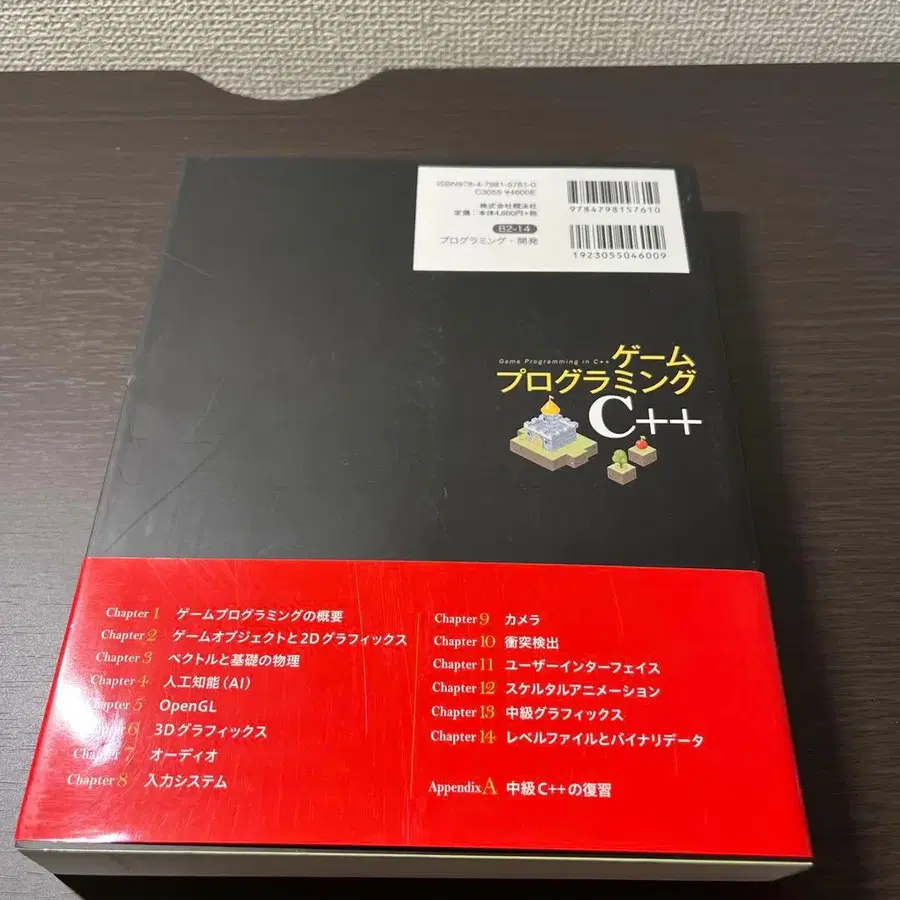 ISBN978-4-7981-5761-0
C3055 ¥4600E
株式会社翔泳社
定価:本体4,600円+税
B2-14
プログラミング・開発
9784798157610
1923055046009
Game Programming in C++
ゲーム
プログラミング
C++
Chapter 1 ゲームプログラミングの概要
Chapter 2 ゲームオブジェクトと2Dグラフィックス
Chapter 3 ベクトルと基礎の物理
Chapter 4 人工知能(AI)
Chapter 5 OpenGL
6 3Dグラフィックス
Chapter 7 オーディオ
Chapter 8 入力システム
Chapter 9 カメラ
Chapter 10 衝突検出
Chapter 11 ユーザーインターフェイス
Chapter 12 スケルタルアニメーション
Chapter 13 中級グラフィックス
Chapter 14 レベルファイルとバイナリデータ
Appendix A 中級C++の復習